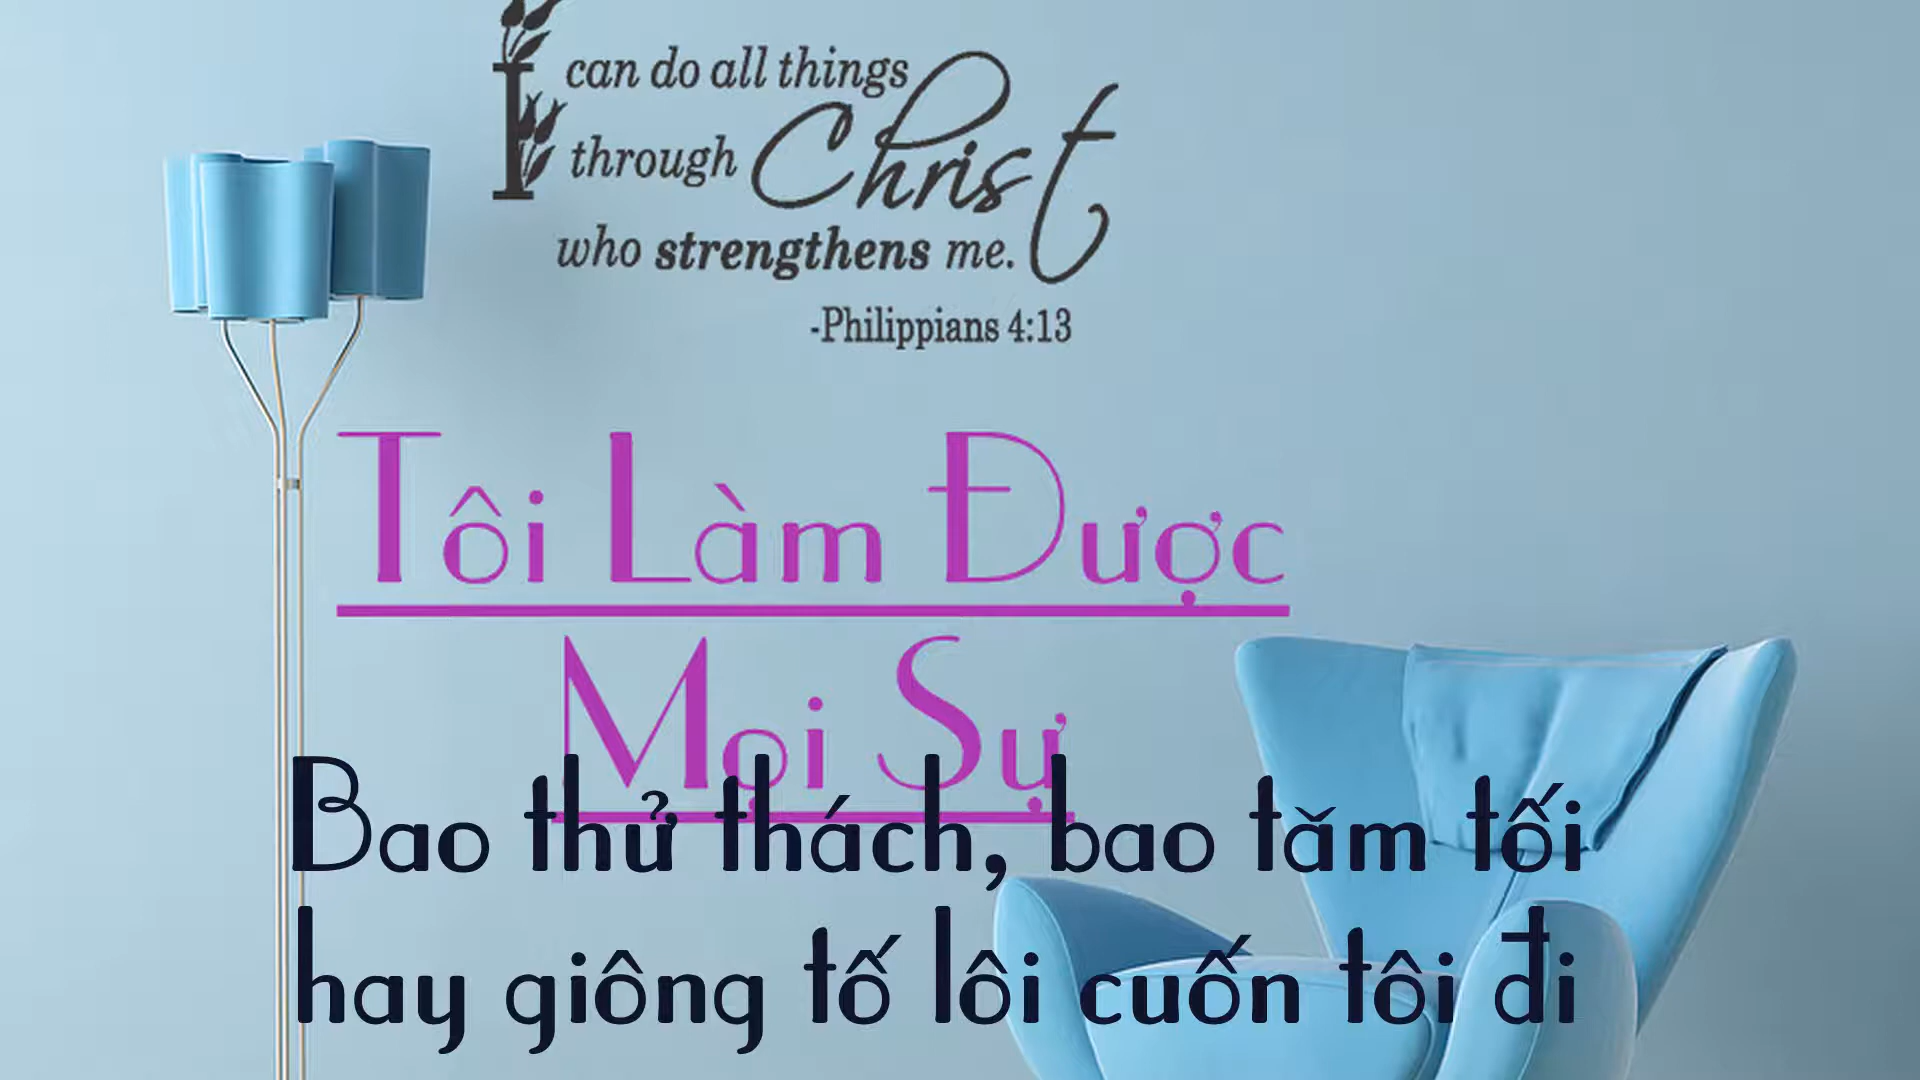 I can do all things
through Christ
who strengthens me.
-Philippians 4:13
Tôi Làm Được
Mọi Sự
Bao thử thách, bao tăm tối
hay giông tố lôi cuốn tôi đi